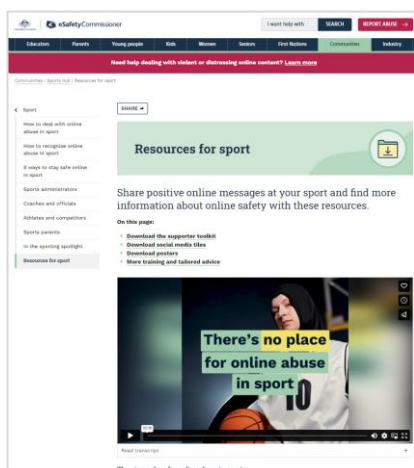 eSafetyCommissioner
I want help with
SEARCH
REPORT ABUSE
Educators
Parents
Young people
Kids
Women
Seniors
First Nations
Communities
Industry
Need help dealing with violent or distressing online content? Learn more
Communities / Sports hub / Resources for sport
Sport
How to deal with online
abuse in sport
How to recognise online
abuse in sport
8 ways to stay safe online
in sport
Sports administrators
Coaches and officials
Athletes and competitors
Sports parents
In the sporting spotlight
Resources for sport
SHARE
Resources for sport
Share positive online messages at your sport and find more
information about online safety with these resources.
On this page:
Download the supporter toolkit
Download social media tiles
Download posters
More training and tailored advice
There's no place
for online abuse
in sport
10
Read transcript